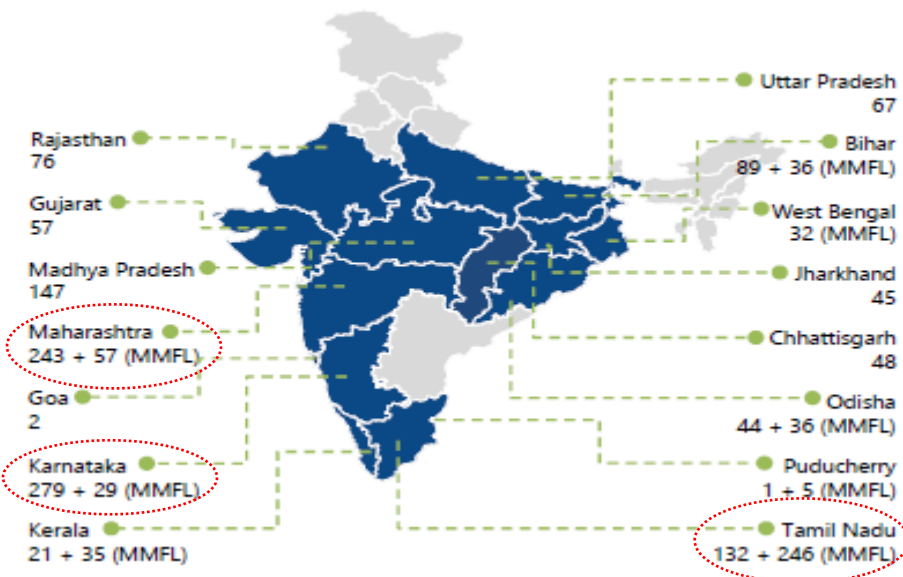 Rajasthan
76
Gujarat
57
Madhya Pradesh
147
Maharashtra
243 + 57 (MMFL)
Goa
2
Karnataka
279 + 29 (MMFL)
Kerala
21 + 35 (MMFL)
Uttar Pradesh
67
Bihar
89 + 36 (MMFL)
West Bengal
32 (MMFL)
Jharkhand
45
Chhattisgarh
48
Odisha
44 + 36 (MMFL)
Puducherry
1 + 5 (MMFL)
Tamil Nadu
132 + 246 (MMFL)